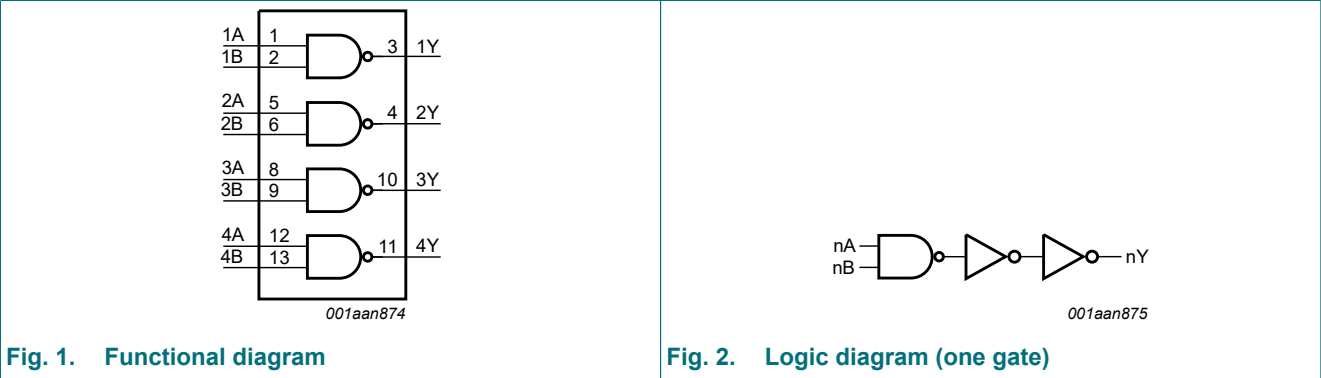 1A 1
1B 2
3 1Y
2A 5
2B 6
4 2Y
3A 8
3B 9
10 3Y
4A 12
4B 13
11 4Y
001aan874
Fig. 1. Functional diagram
nA
nB
nY
001aan875
Fig. 2. Logic diagram (one gate)